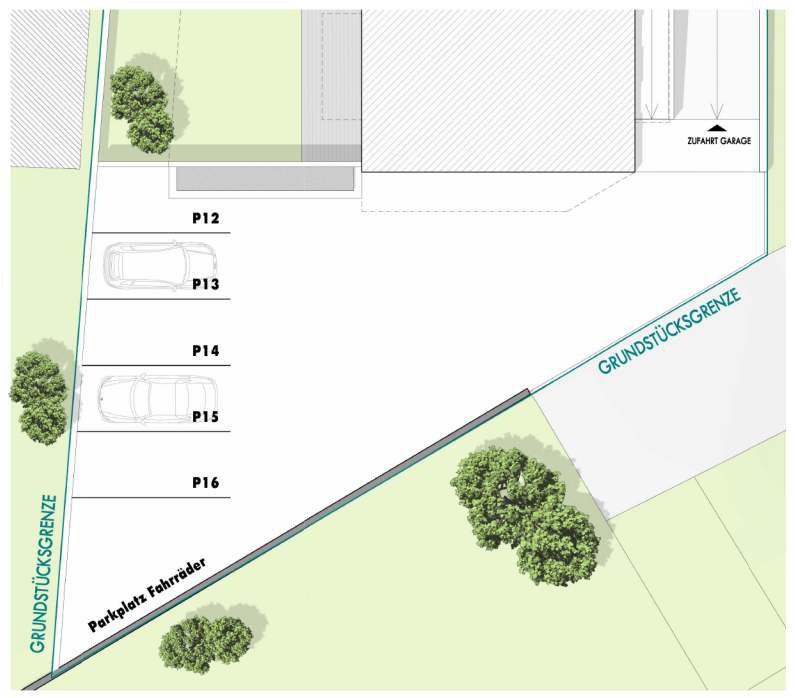 ZUFAHRT GARAGE
P12
P13
GRUNDSTÜCKSGRENZE
P14
P15
P16
GRUNDSTÜCKSGRENZE
Parkplatz Fahrräder